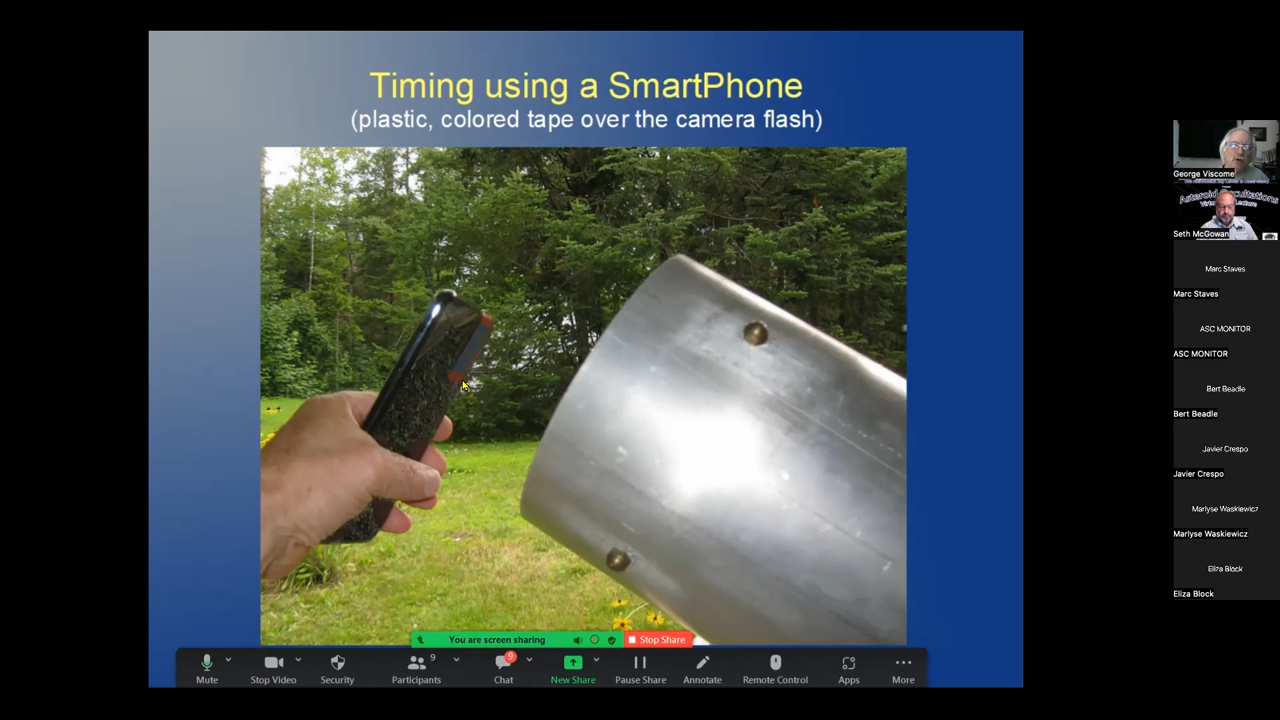 Timing using a SmartPhone
(plastic, colored tape over the camera flash)
You are screen sharing
Stop Share
Mute
Stop Video
Security
9
Participants
9
Chat
New Share
Pause Share
Annotate
Remote Control
Apps
More
George Viscome
Asteroid Occultations
Seth McGowan
Marc Staves
Marc Staves
ASC MONITOR
ASC MONITOR
Bert Beadle
Bert Beadle
Javier Crespo
Javier Crespo
Marlyse Waskiewicz
Marlyse Waskiewicz
Eliza Block
Eliza Block